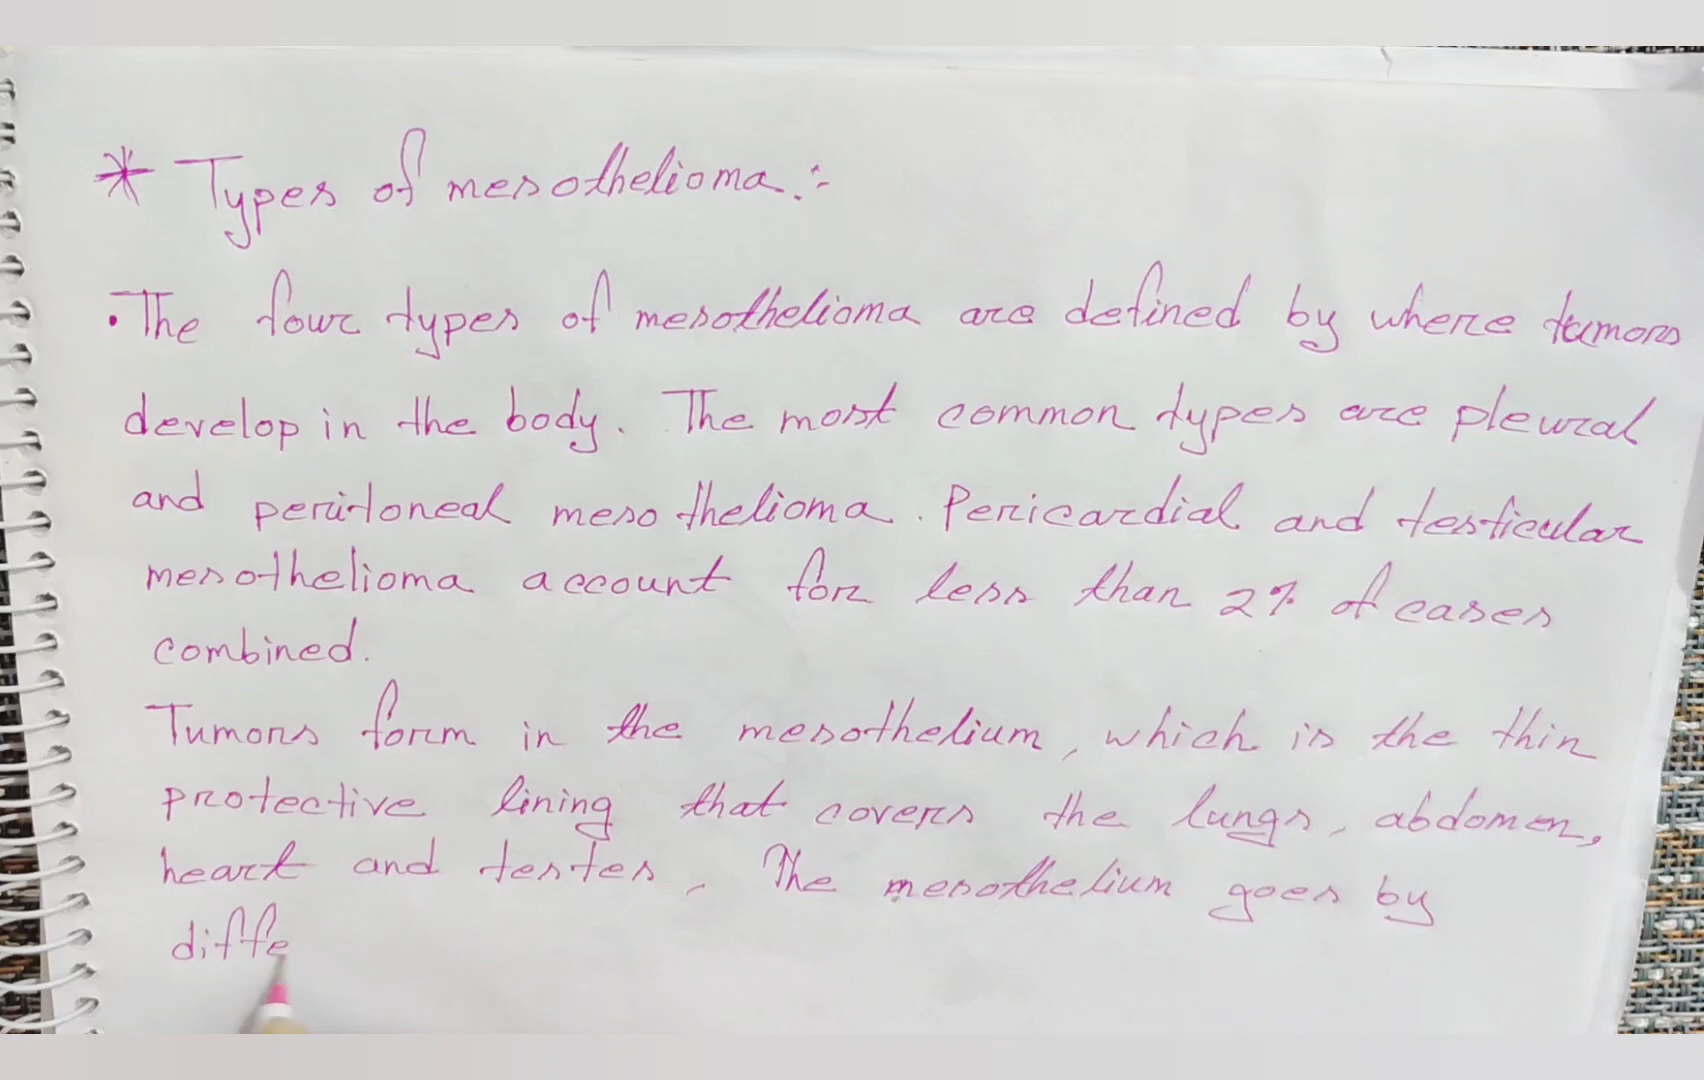 * Types of mesothelioma :-
• The four types of mesothelioma are defined by where tumors
develop in the body. The most common types are pleural
and peritoneal mesothelioma. Pericardial and testicular
mesothelioma account for less than 2% of cases
combined.
Tumors form in the mesothelium, which is the thin
protective lining that covers the lungs, abdomen,
heart and testes, The mesothelium goes by
diffe